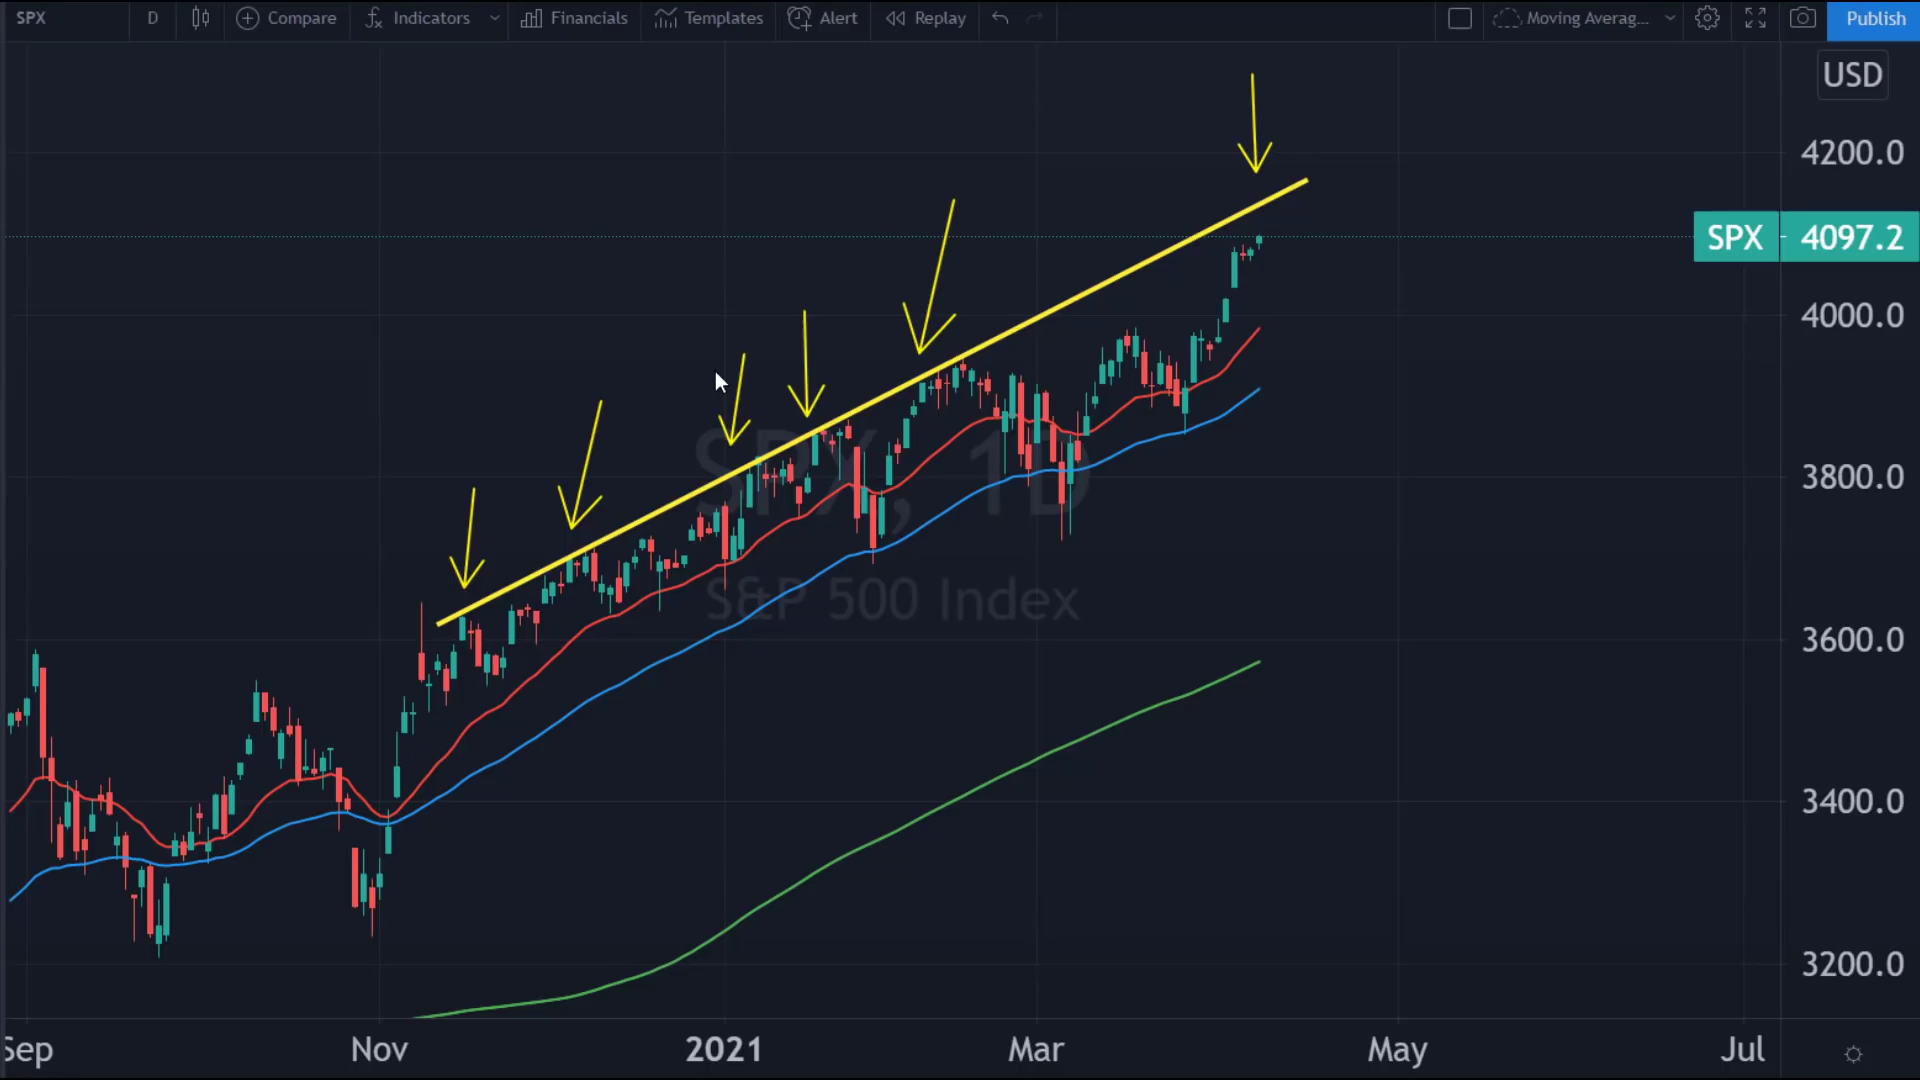 SPX D Compare Indicators Financials Templates Alert Replay Moving Averag... Publish
USD
4200.0
SPX 4097.2
4000.0
3800.0
3600.0
3400.0
3200.0
SPX, 1D
S&P 500 Index
Sep Nov 2021 Mar May Jul